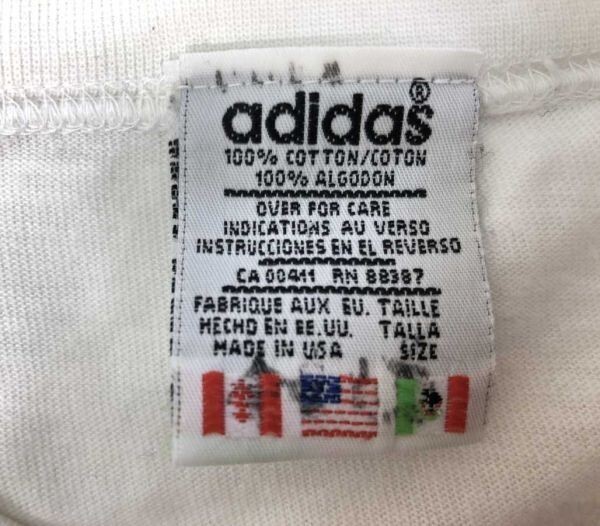 adidas®
100% COTTON/COTON
100% ALGODON
OVER FOR CARE
INDICATIONS AU VERSO
INSTRUCCIONES EN EL REVERSO
CA 00411 RN 88387
FABRIQUE AUX EU. TAILLE
HECHO EN EE.UU. TALLA
MADE IN USA SIZE